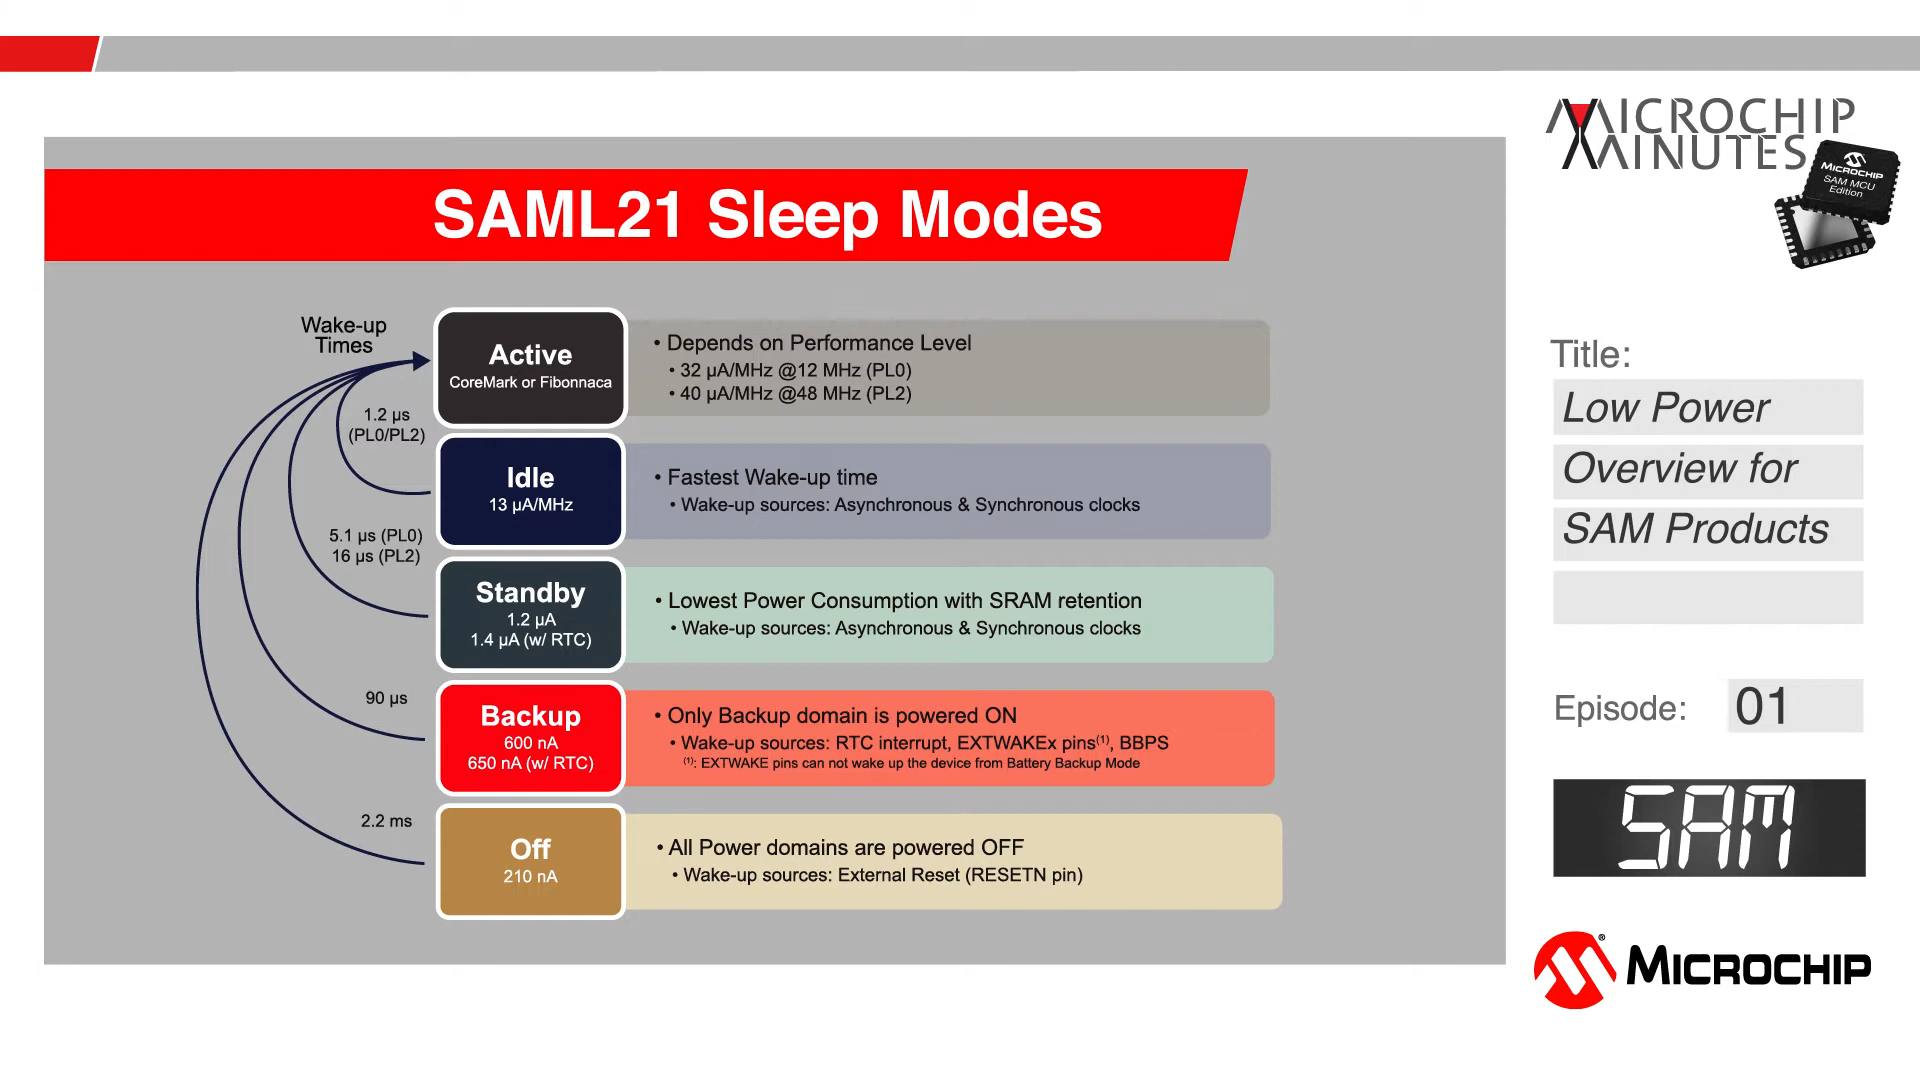 MICROCHIP
MINUTES
MICROCHIP
SAM MCU
Edition
SAML21 Sleep Modes
Wake-up
Times
Active
CoreMark or Fibonnaca
• Depends on Performance Level
• 32 µA/MHz @12 MHz (PL0)
• 40 µA/MHz @48 MHz (PL2)
1.2 µs
(PL0/PL2)
Idle
13 µA/MHz
• Fastest Wake-up time
• Wake-up sources: Asynchronous & Synchronous clocks
5.1 µs (PL0)
16 µs (PL2)
Standby
1.2 µA
1.4 µA (w/ RTC)
• Lowest Power Consumption with SRAM retention
• Wake-up sources: Asynchronous & Synchronous clocks
90 µs
Backup
600 nA
650 nA (w/ RTC)
• Only Backup domain is powered ON
• Wake-up sources: RTC interrupt, EXTWAKEx pins(1), BBPS
(1): EXTWAKE pins can not wake up the device from Battery Backup Mode
2.2 ms
Off
210 nA
• All Power domains are powered OFF
• Wake-up sources: External Reset (RESETN pin)
Title:
Low Power
Overview for
SAM Products
Episode: 01
SAM
® MICROCHIP